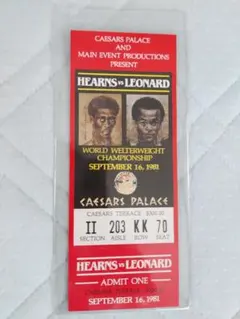 CAESARS PALACE
AND
MAIN EVENT PRODUCTIONS
PRESENT
HEARNS vs LEONARD
WORLD WELTERWEIGHT
CHAMPIONSHIP
SEPTEMBER 16, 1981
CAESARS PALACE
CAESARS TERRACE
II 203 KK 70
SECTION AISLE ROW SEAT
HEARNS vs LEONARD
ADMIT ONE
SEPTEMBER 16, 1981